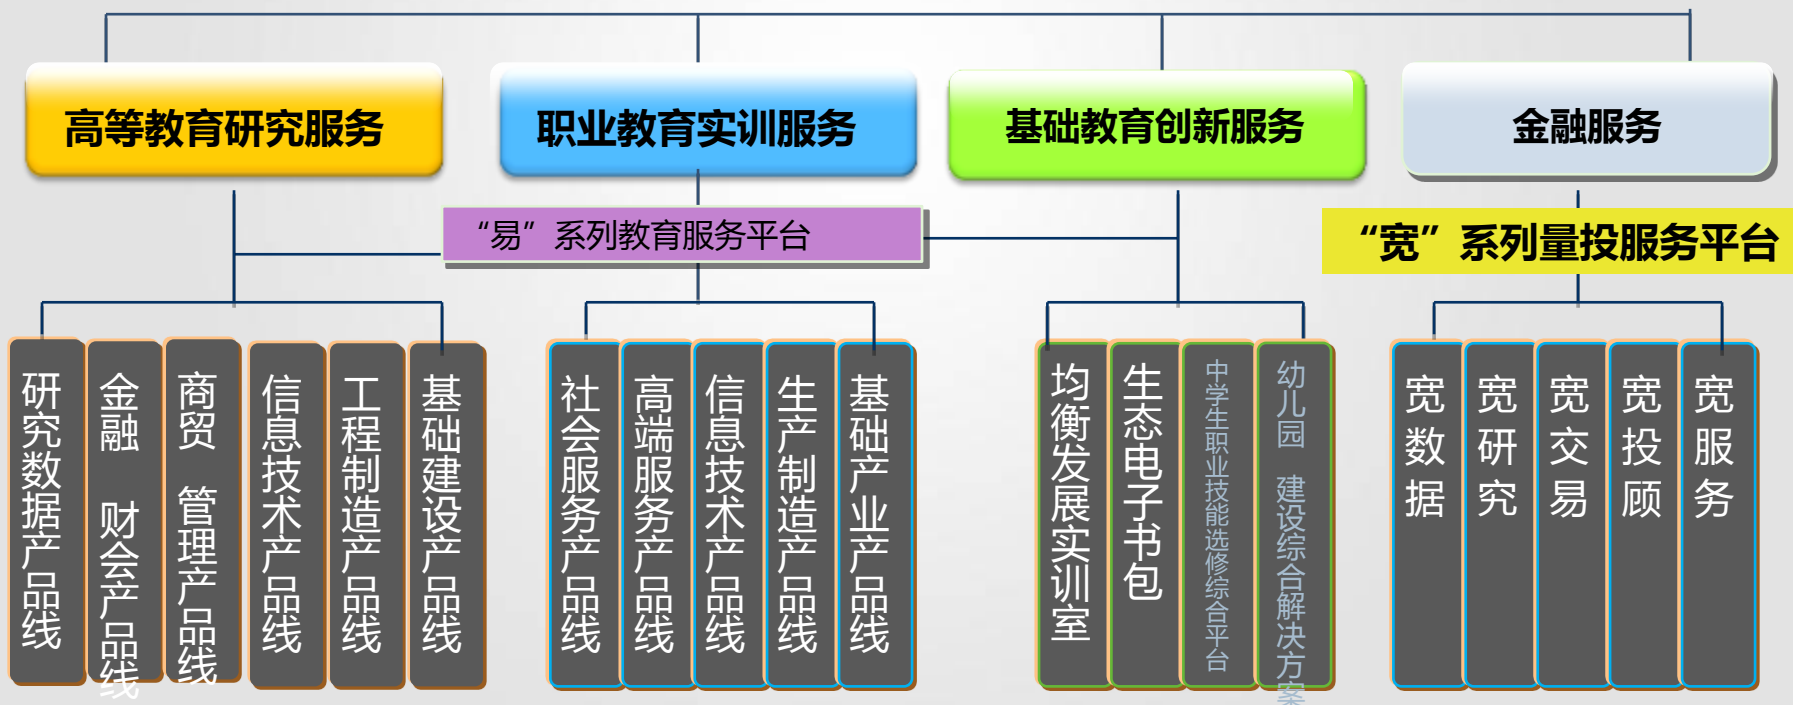 高等教育研究服务
职业教育实训服务
基础教育创新服务
金融服务
“易”系列教育服务平台
“宽”系列量投服务平台
研究数据产品线
金融 财会产品线
商贸 管理产品线
信息技术产品线
工程制造产品线
基础建设产品线
社会服务产品线
高端服务产品线
信息技术产品线
生产制造产品线
基础产业产品线
均衡发展实训室
生态电子书包
中学生职业技能选修综合平台
幼儿园 建设综合解决方案
宽数据
宽研究
宽交易
宽投顾
宽服务